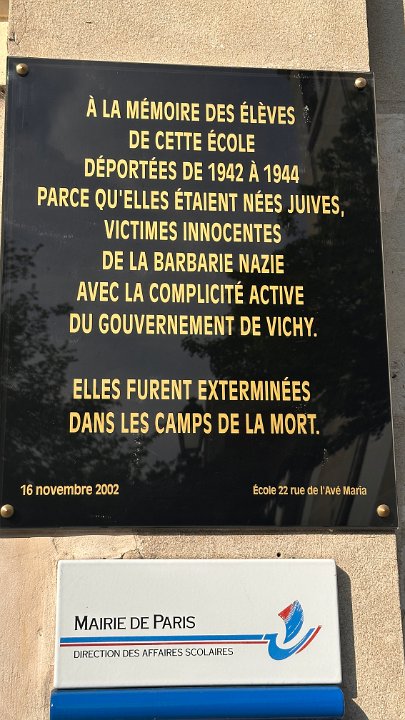 À LA MÉMOIRE DES ÉLÈVES
DE CETTE ÉCOLE
DÉPORTÉES DE 1942 À 1944
PARCE QU'ELLES ÉTAIENT NÉES JUIVES,
VICTIMES INNOCENTES
DE LA BARBARIE NAZIE
AVEC LA COMPLICITÉ ACTIVE
DU GOUVERNEMENT DE VICHY.
ELLES FURENT EXTERMINÉES
DANS LES CAMPS DE LA MORT.
16 novembre 2002 École 22 rue de l'Avé Maria
MAIRIE DE PARIS
DIRECTION DES AFFAIRES SCOLAIRES